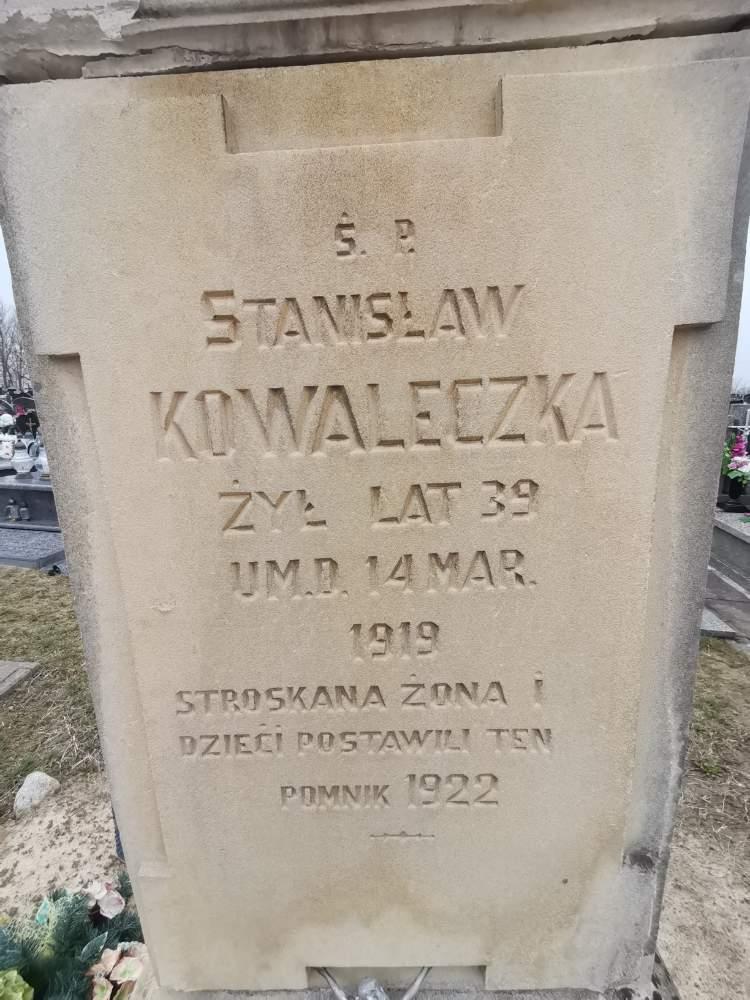 Ś. P.
STANISŁAW
KOWALECZKA
ŻYŁ LAT 39
UM.D. 14 MAR.
1919
STROSKANA ŻONA i
DZIECİ POSTAWILI TEN
POMNIK 1922